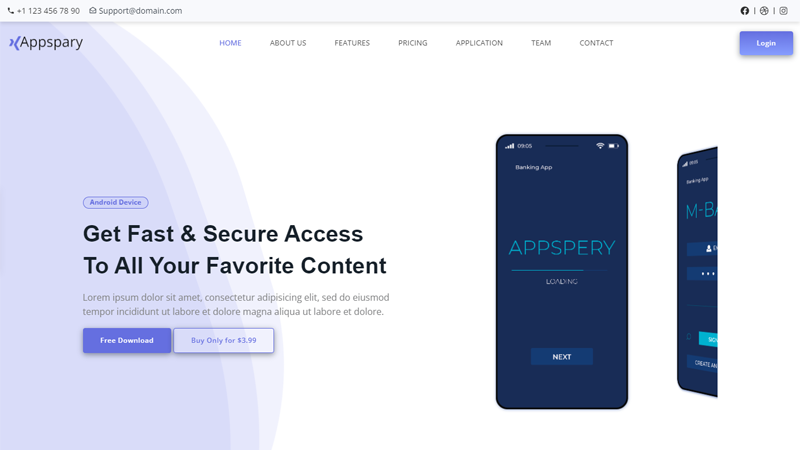 +1 123 456 78 90 Support@domain.com
Appspary HOME ABOUT US FEATURES PRICING APPLICATION TEAM CONTACT Login
Android Device
Get Fast & Secure Access
To All Your Favorite Content
Lorem ipsum dolor sit amet, consectetur adipisicing elit, sed do eiusmod
tempor incididunt ut labore et dolore magna aliqua ut labore et dolore.
Free Download Buy Only for $3.99
09:05
Banking App
APPSPERY
LOADING
NEXT
09:05
Banking App
M-BA
CREATE AN